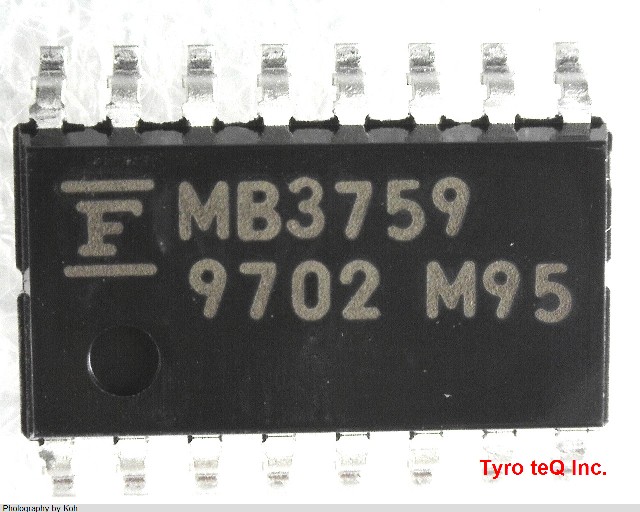 F MB3759
9702 M95
Tyro teQ Inc.
Photography by Koh